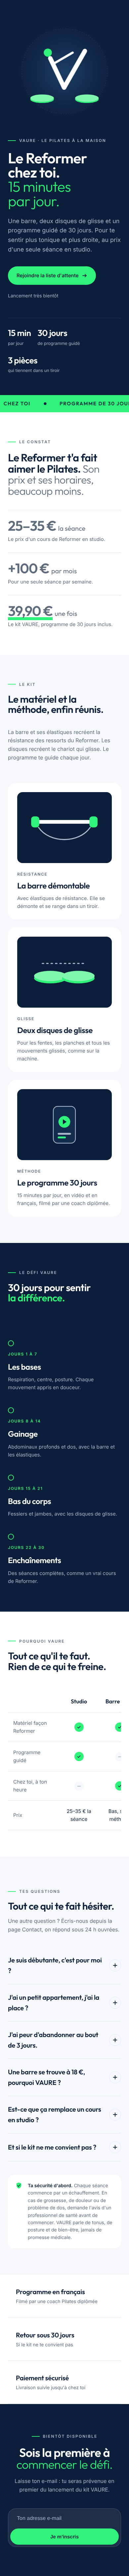 VAURE · LE PILATES À LA MAISON
Le Reformer
chez toi.
15 minutes
par jour.
Une barre, deux disques de glisse et un
programme guidé de 30 jours. Pour te
sentir plus tonique et plus droite, au prix
d'une seule séance en studio.
Rejoindre la liste d'attente →
Lancement très bientôt
15 min
par jour
30 jours
de programme guidé
3 pièces
qui tiennent dans un tiroir
CHEZ TOI ◆ PROGRAMME DE 30 JOU
LE CONSTAT
Le Reformer t'a fait
aimer le Pilates. Son
prix et ses horaires,
beaucoup moins.
25–35 € la séance
Le prix d'un cours de Reformer en studio.
+100 € par mois
Pour une seule séance par semaine.
39,90 € une fois
Le kit VAURE, programme de 30 jours inclus.
LE KIT
Le matériel et la
méthode, enfin réunis.
La barre et ses élastiques recréent la
résistance des ressorts du Reformer. Les
disques recréent le chariot qui glisse. Le
programme te guide chaque jour.
RÉSISTANCE
La barre démontable
Avec élastiques de résistance. Elle se
démonte et se range dans un tiroir.
GLISSE
Deux disques de glisse
Pour les fentes, les planches et tous les
mouvements glissés, comme sur la
machine.
MÉTHODE
Le programme 30 jours
15 minutes par jour, en vidéo et en
français, filmé par une coach diplômée.
LE DÉFI VAURE
30 jours pour sentir
la différence.
JOURS 1 À 7
Les bases
Respiration, centre, posture. Chaque
mouvement appris en douceur.
JOURS 8 À 14
Gainage
Abdominaux profonds et dos, avec la barre et
les élastiques.
JOURS 15 À 21
Bas du corps
Fessiers et jambes, avec les disques de glisse.
JOURS 22 À 30
Enchaînements
Des séances complètes, comme un vrai cours
de Reformer.
POURQUOI VAURE
Tout ce qu'il te faut.
Rien de ce qui te freine.
Studio Barre
Matériel façon
Reformer
Programme
guidé
Chez toi, à ton
heure
Prix
25–35 € la
séance
Bas,
méth
TES QUESTIONS
Tout ce qui te fait hésiter.
Une autre question ? Écris-nous depuis la
page Contact, on répond sous 24 h ouvrées.
Je suis débutante, c'est pour moi
?
J'ai un petit appartement, j'ai la
place ?
J'ai peur d'abandonner au bout
de 3 jours.
Une barre se trouve à 18 €,
pourquoi VAURE ?
Est-ce que ça remplace un cours
en studio ?
Et si le kit ne me convient pas ?
Ta sécurité d'abord. Chaque séance
commence par un échauffement. En
cas de grossesse, de douleur ou de
problème de dos, demande l'avis d'un
professionnel de santé avant de
commencer. VAURE parle de tonus, de
posture et de bien-être, jamais de
promesse médicale.
Programme en français
Filmé par une coach Pilates diplômée
Retour sous 30 jours
Si le kit ne te convient pas
Paiement sécurisé
Livraison suivie jusqu'à chez toi
BIENTÔT DISPONIBLE
Sois la première à
commencer le défi.
Laisse ton e-mail : tu seras prévenue en
premier du lancement du kit VAURE.
Ton adresse e-mail
Je m'inscris